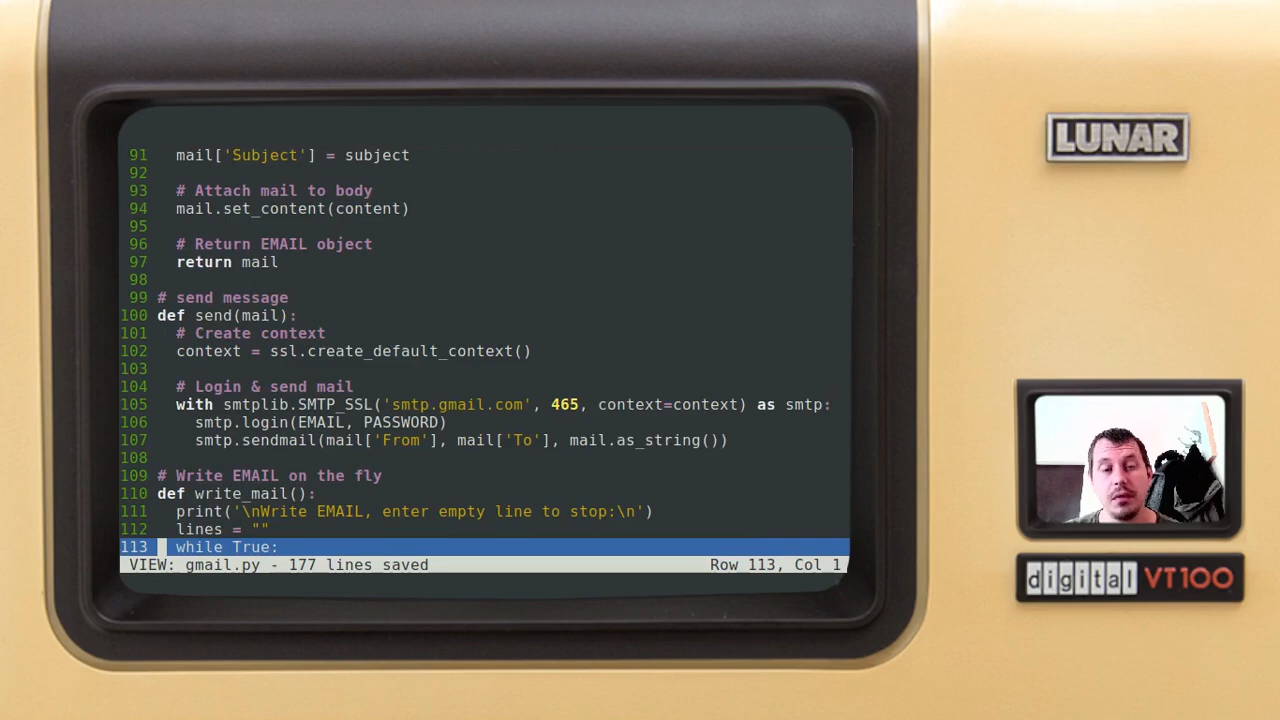 91 mail['Subject'] = subject
92
93 # Attach mail to body
94 mail.set_content(content)
95
96 # Return EMAIL object
97 return mail
98
99 # send message
100 def send(mail):
101 # Create context
102 context = ssl.create_default_context()
103
104 # Login & send mail
105 with smtplib.SMTP_SSL('smtp.gmail.com', 465, context=context) as smtp:
106 smtp.login(EMAIL, PASSWORD)
107 smtp.sendmail(mail['From'], mail['To'], mail.as_string())
108
109 # Write EMAIL on the fly
110 def write_mail():
111 print('\nWrite EMAIL, enter empty line to stop:\n')
112 lines = ""
113 while True:
VIEW: gmail.py - 177 lines saved Row 113, Col 1
LUNAR
digital VT100